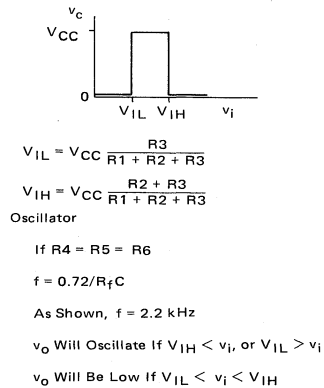 vC
VCC
0
VIL VIH vi
VIL = VCC R3 / R1 + R2 + R3
VIH = VCC R2 + R3 / R1 + R2 + R3
Oscillator
If R4 = R5 = R6
f = 0.72/RfC
As Shown, f = 2.2 kHz
vo Will Oscillate If VIH < vi, or VIL > vi
vo Will Be Low If VIL < vi < VIH